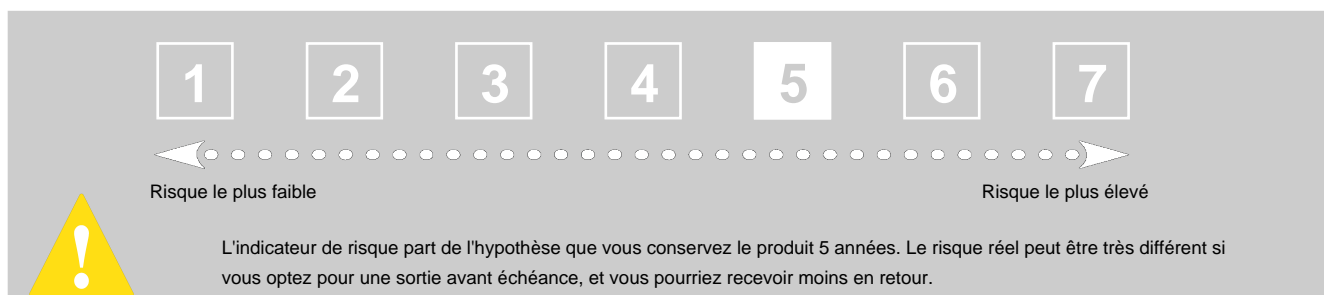 1 2 3 4 5 6 7
Risque le plus faible Risque le plus élevé
!
L'indicateur de risque part de l'hypothèse que vous conservez le produit 5 années. Le risque réel peut être très différent si
vous optez pour une sortie avant échéance, et vous pourriez recevoir moins en retour.